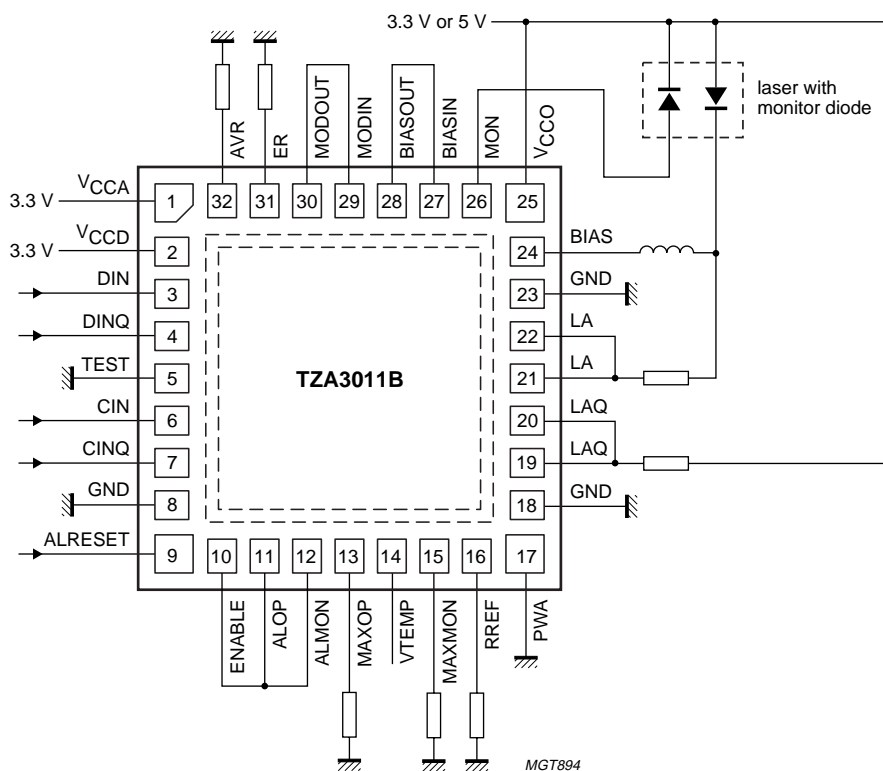 3.3 V or 5 V
laser with
monitor diode
AVR
ER
MODOUT
MODIN
BIASOUT
BIASIN
MON
VCCO
32
31
30
29
28
27
26
25
3.3 V
VCCA
1
3.3 V
VCCD
2
DIN
3
DINQ
4
TEST
5
CIN
6
CINQ
7
GND
8
ALRESET
9
TZA3011B
24
BIAS
23
GND
22
LA
21
LA
20
LAQ
19
LAQ
18
GND
10
11
12
13
14
15
16
17
ENABLE
ALOP
ALMON
MAXOP
VTEMP
MAXMON
RREF
PWA
MGT894